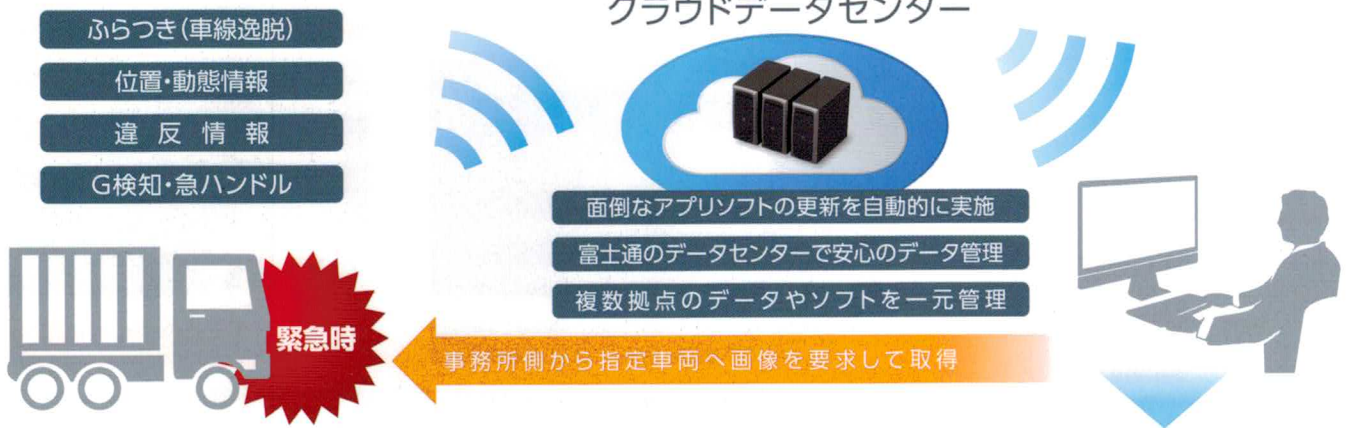 クラウドデータセンター
ふらつき(車線逸脱)
位置・動態情報
違反情報
G検知・急ハンドル
面倒なアプリソフトの更新を自動的に実施
富士通のデータセンターで安心のデータ管理
複数拠点のデータやソフトを一元管理
緊急時
事務所側から指定車両へ画像を要求して取得